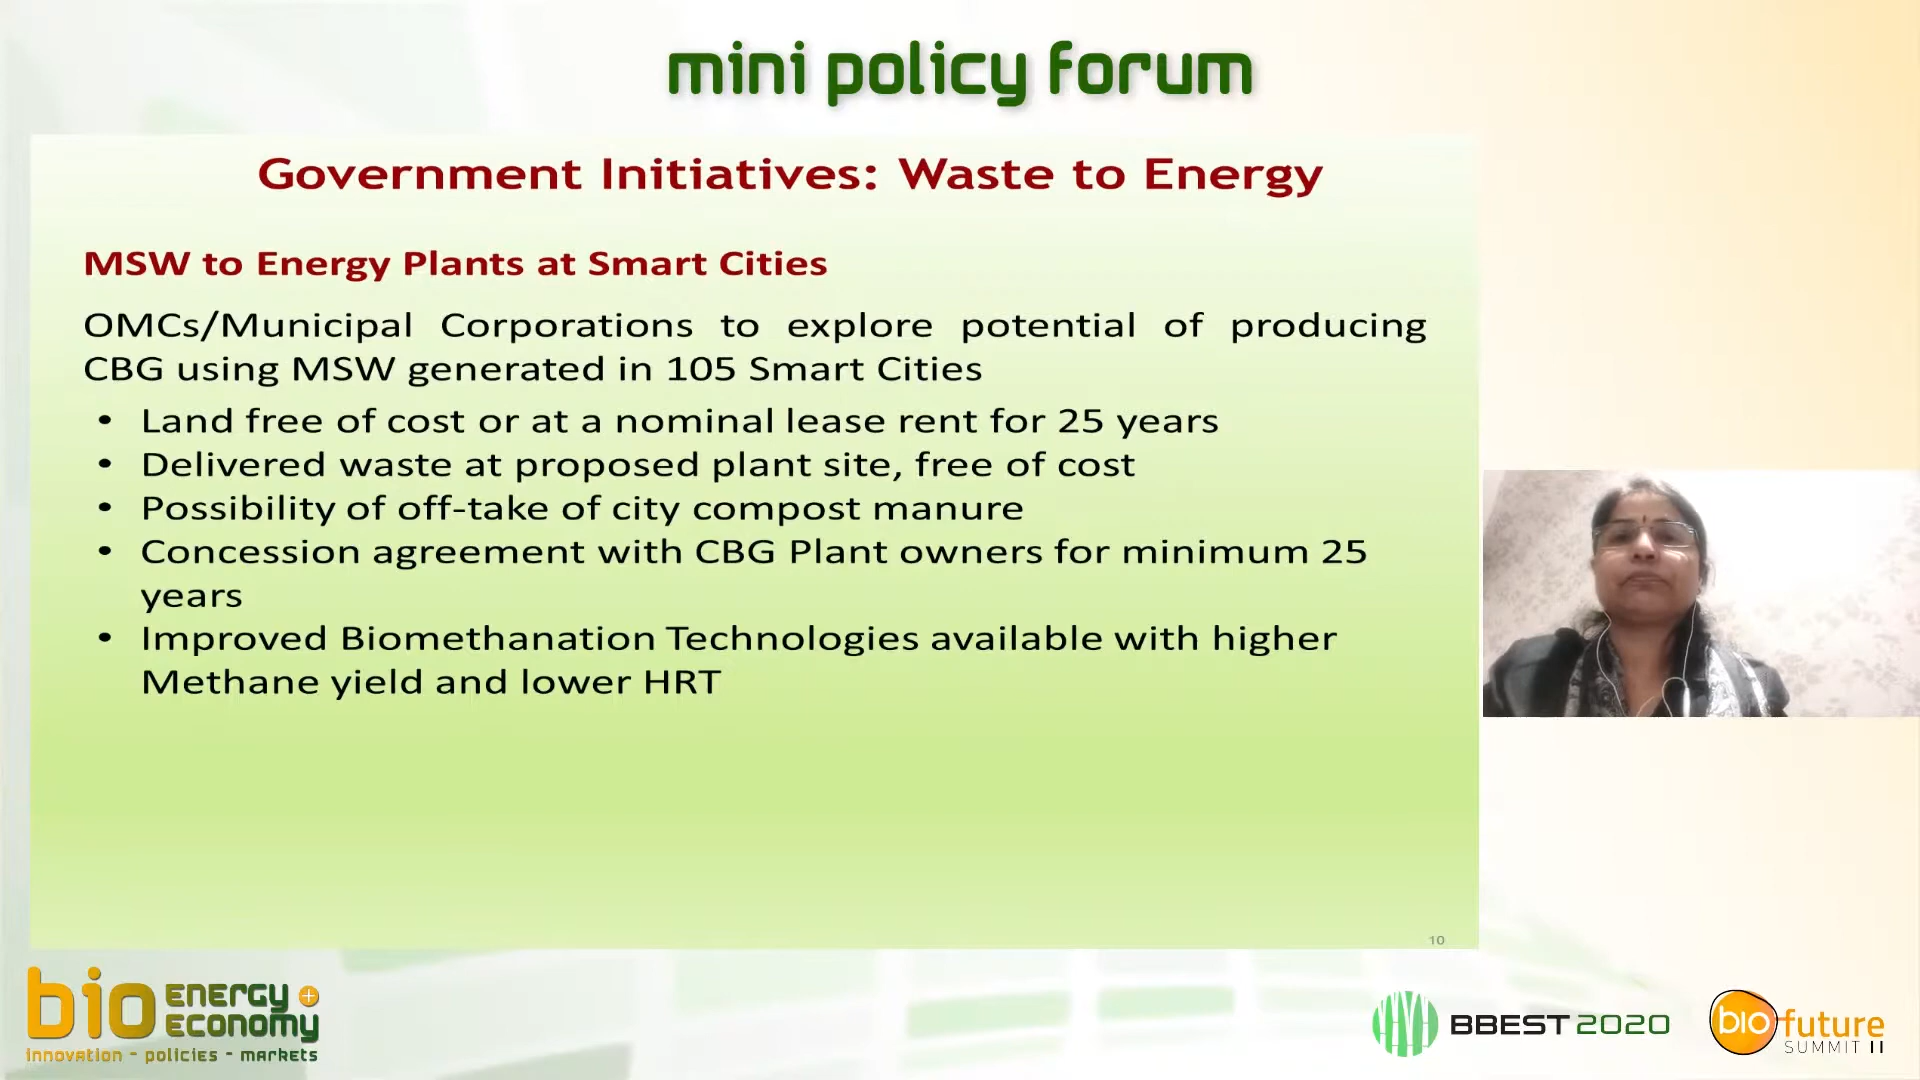 mini policy forum
Government Initiatives: Waste to Energy
MSW to Energy Plants at Smart Cities
OMCs/Municipal Corporations to explore potential of producing
CBG using MSW generated in 105 Smart Cities
• Land free of cost or at a nominal lease rent for 25 years
• Delivered waste at proposed plant site, free of cost
• Possibility of off-take of city compost manure
• Concession agreement with CBG Plant owners for minimum 25
years
• Improved Biomethanation Technologies available with higher
Methane yield and lower HRT
10
bio ENERGY +
ECONOMY
innovation - policies - markets
BBEST 2020
bio future
SUMMIT II